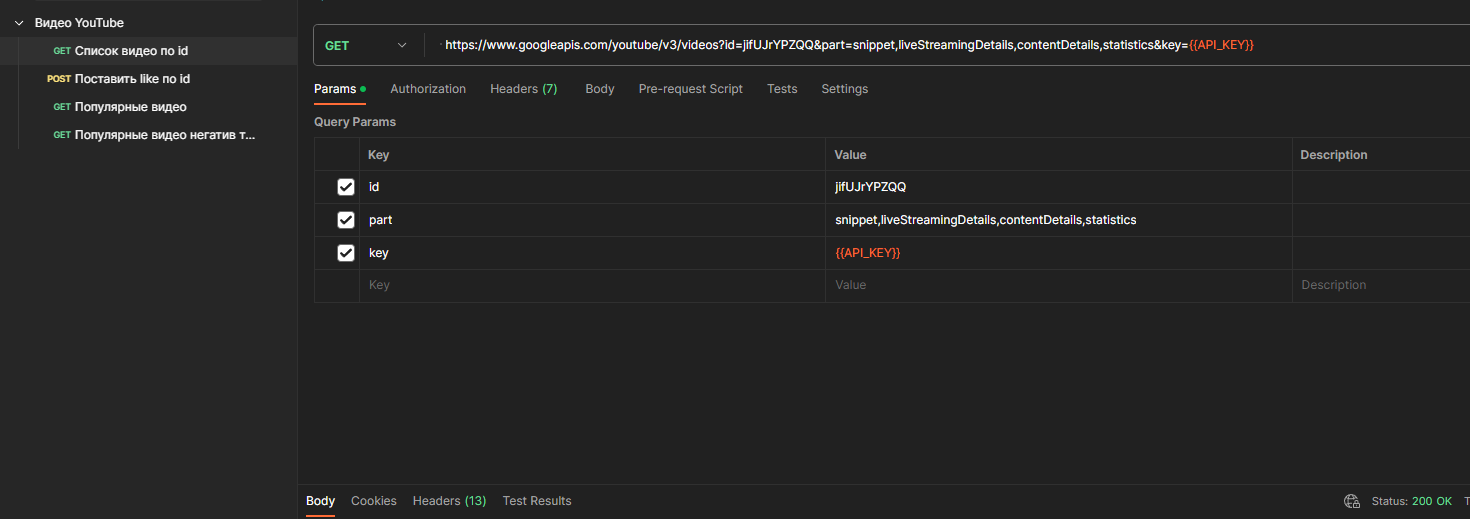 Видео YouTube
GET Список видео по id
POST Поставить like по id
GET Популярные видео
GET Популярные видео негатив т...
GET https://www.googleapis.com/youtube/v3/videos?id=jifUJrYPZQQ&part=snippet,liveStreamingDetails,contentDetails,statistics&key={{API_KEY}}
Params Authorization Headers (7) Body Pre-request Script Tests Settings
Query Params
Key Value Description
id jifUJrYPZQQ
part snippet,liveStreamingDetails,contentDetails,statistics
key {{API_KEY}}
Key Value Description
Body Cookies Headers (13) Test Results Status: 200 OK T